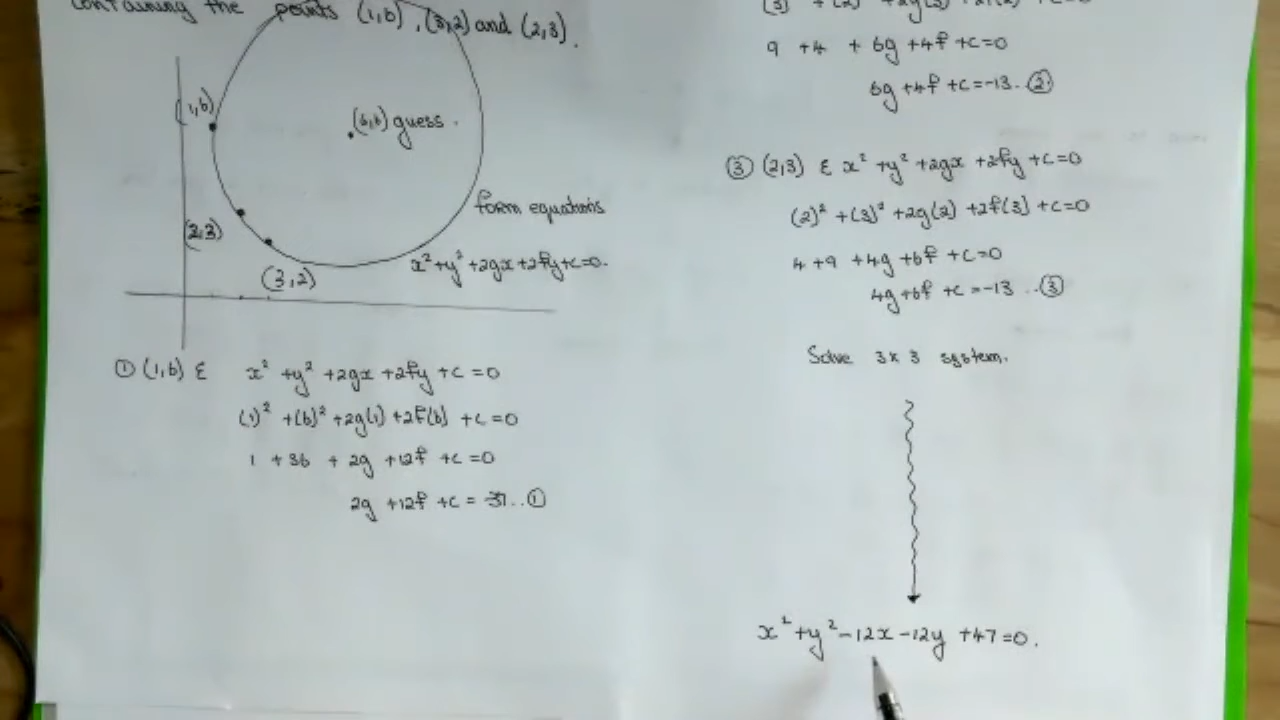 containing the points (1,6), (3,2) and (2,3).
(1,6)
(6,6) guess.
form equations
(2,3)
x²+y²+2gx+2fy+c=0.
(3,2)
① (1,6) ε x² +y² +2gx +2fy +c =0
(1)² +(6)² +2g(1) +2f(6) +c =0
1 +36 + 2g +12f +c =0
2g +12f +c = -37..①
9 +4 + 6g +4f +c=0
6g +4f +c =-13..②
③ (2,3) ε x² +y² +2gx +2fy +c=0
(2)² +(3)² +2g(2) +2f(3) +c=0
4 +9 +4g +6f +c=0
4g +6f +c =-13 ..③
Solve 3x3 system.
x² +y² -12x -12y +47 =0.